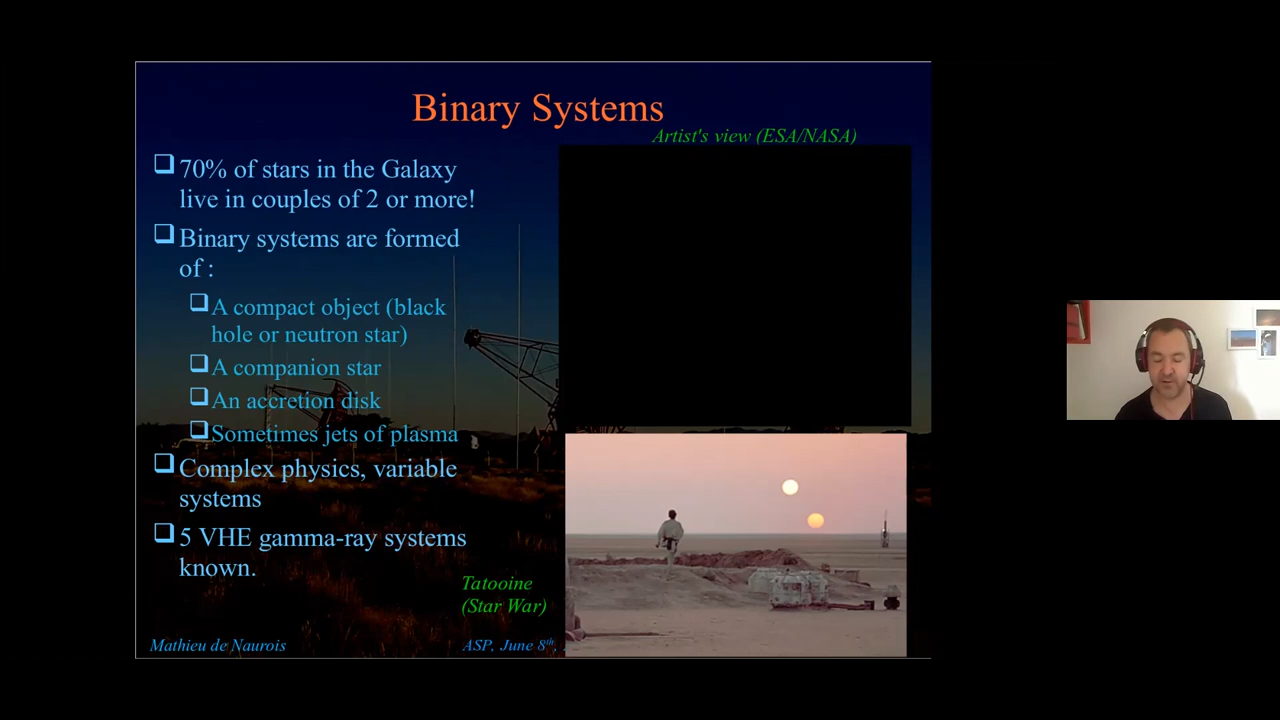 Binary Systems
Artist's view (ESA/NASA)
70% of stars in the Galaxy
live in couples of 2 or more!
Binary systems are formed
of :
A compact object (black
hole or neutron star)
A companion star
An accretion disk
Sometimes jets of plasma
Complex physics, variable
systems
5 VHE gamma-ray systems
known.
Tatooine
(Star War)
Mathieu de Naurois
ASP, June 8th,